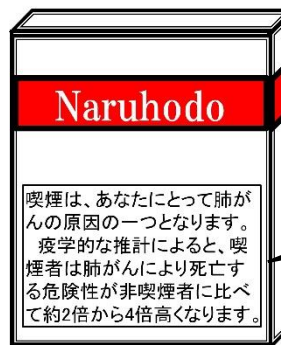 Naruhodo
喫煙は、あなたにとって肺が
んの原因の一つとなります。
　疫学的な推計によると、喫
煙者は肺がんにより死亡す
る危険性が非喫煙者に比べ
て約2倍から4倍高くなります。